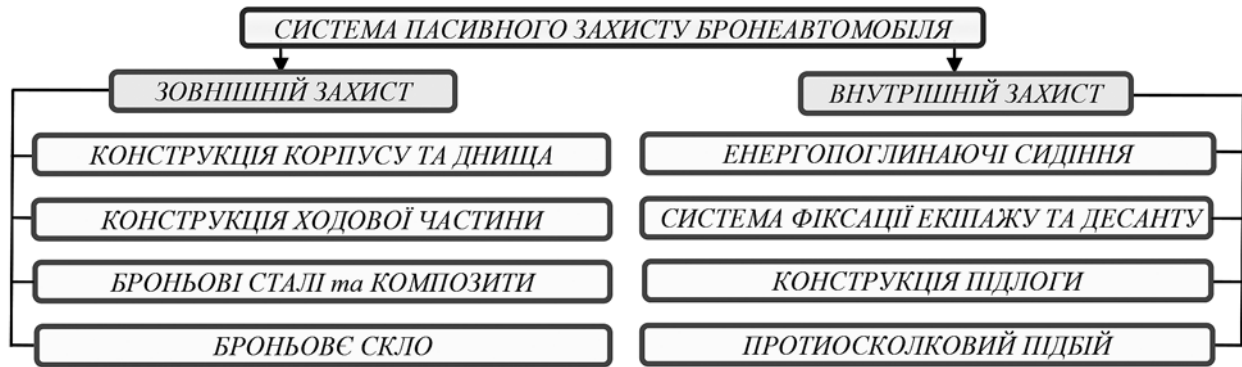 СИСТЕМА ПАСИВНОГО ЗАХИСТУ БРОНЕАВТОМОБІЛЯ
ЗОВНІШНІЙ ЗАХИСТ
КОНСТРУКЦІЯ КОРПУСУ ТА ДНИЩА
КОНСТРУКЦІЯ ХОДОВОЇ ЧАСТИНИ
БРОНЬОВІ СТАЛІ та КОМПОЗИТИ
БРОНЬОВЄ СКЛО
ВНУТРІШНІЙ ЗАХИСТ
ЕНЕРГОПОГЛИНАЮЧІ СИДІННЯ
СИСТЕМА ФІКСАЦІЇ ЕКІПАЖУ ТА ДЕСАНТУ
КОНСТРУКЦІЯ ПІДЛОГИ
ПРОТИОСКОЛКОВИЙ ПІДБІЙ